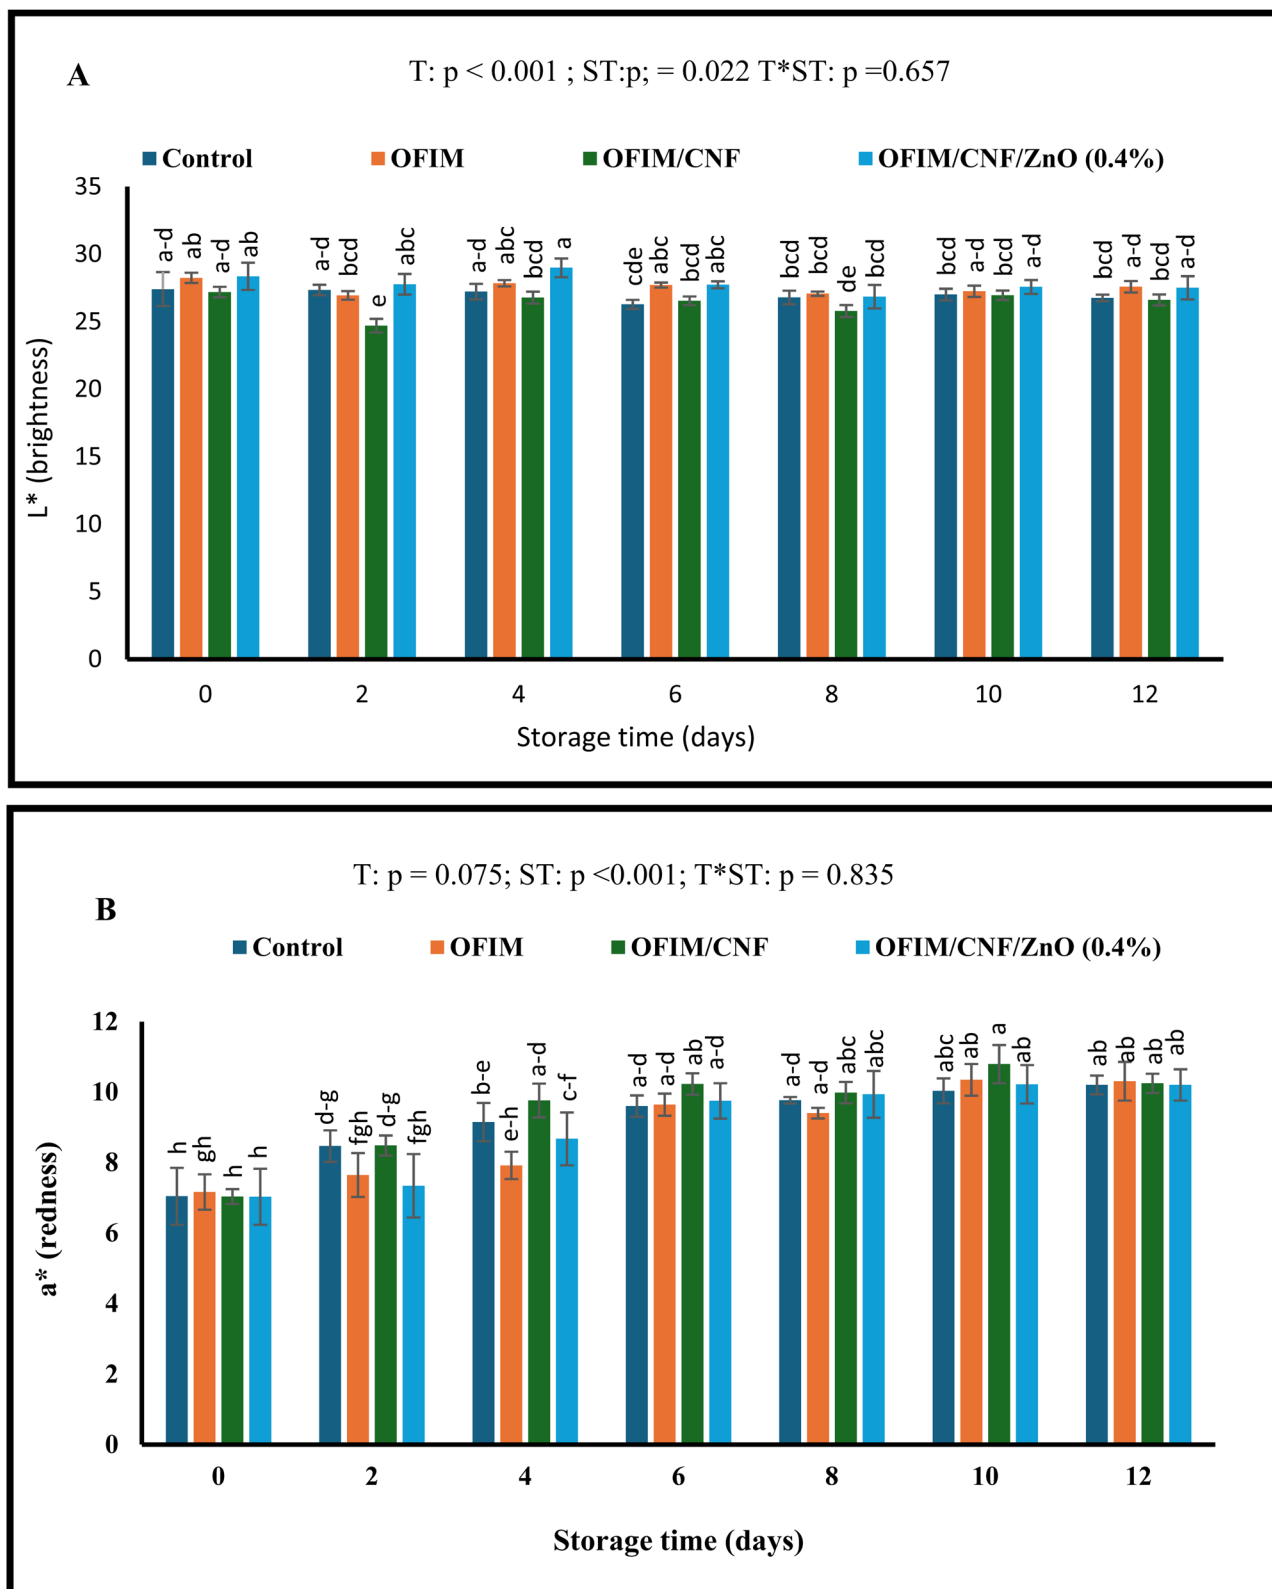 A
T: p < 0.001 ; ST:p; = 0.022 T*ST: p =0.657
Control OFIM OFIM/CNF OFIM/CNF/ZnO (0.4%)
35
30
25
20
15
10
5
0
L* (brightness)
a-d ab a-d ab a-d bcd e abc a-d abc bcd a cde abc bcd abc bcd bcd de bcd bcd a-d bcd a-d bcd a-d bcd a-d
0 2 4 6 8 10 12
Storage time (days)
T: p = 0.075; ST: p <0.001; T*ST: p = 0.835
B
Control OFIM OFIM/CNF OFIM/CNF/ZnO (0.4%)
12
10
8
6
4
2
0
a* (redness)
h gh h h d-g fgh d-g fgh b-e e-h a-d c-f a-d a-d ab a-d a-d a-d abc abc abc ab a ab ab ab ab ab
0 2 4 6 8 10 12
Storage time (days)